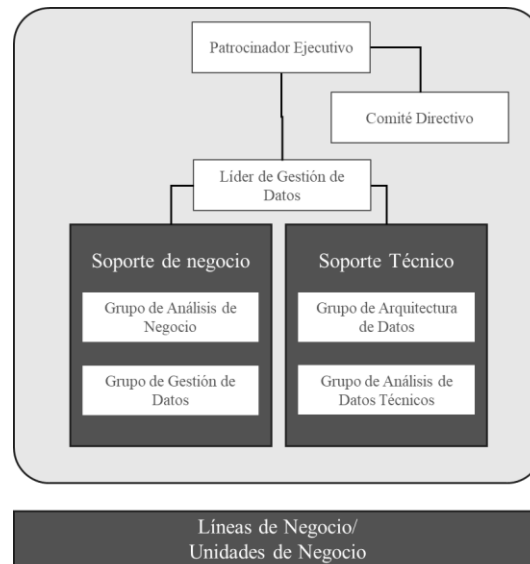 Patrocinador Ejecutivo
Comité Directivo
Líder de Gestión de
Datos
Soporte de negocio
Grupo de Análisis de
Negocio
Grupo de Gestión de
Datos
Soporte Técnico
Grupo de Arquitectura
de Datos
Grupo de Análisis de
Datos Técnicos
Líneas de Negocio/
Unidades de Negocio